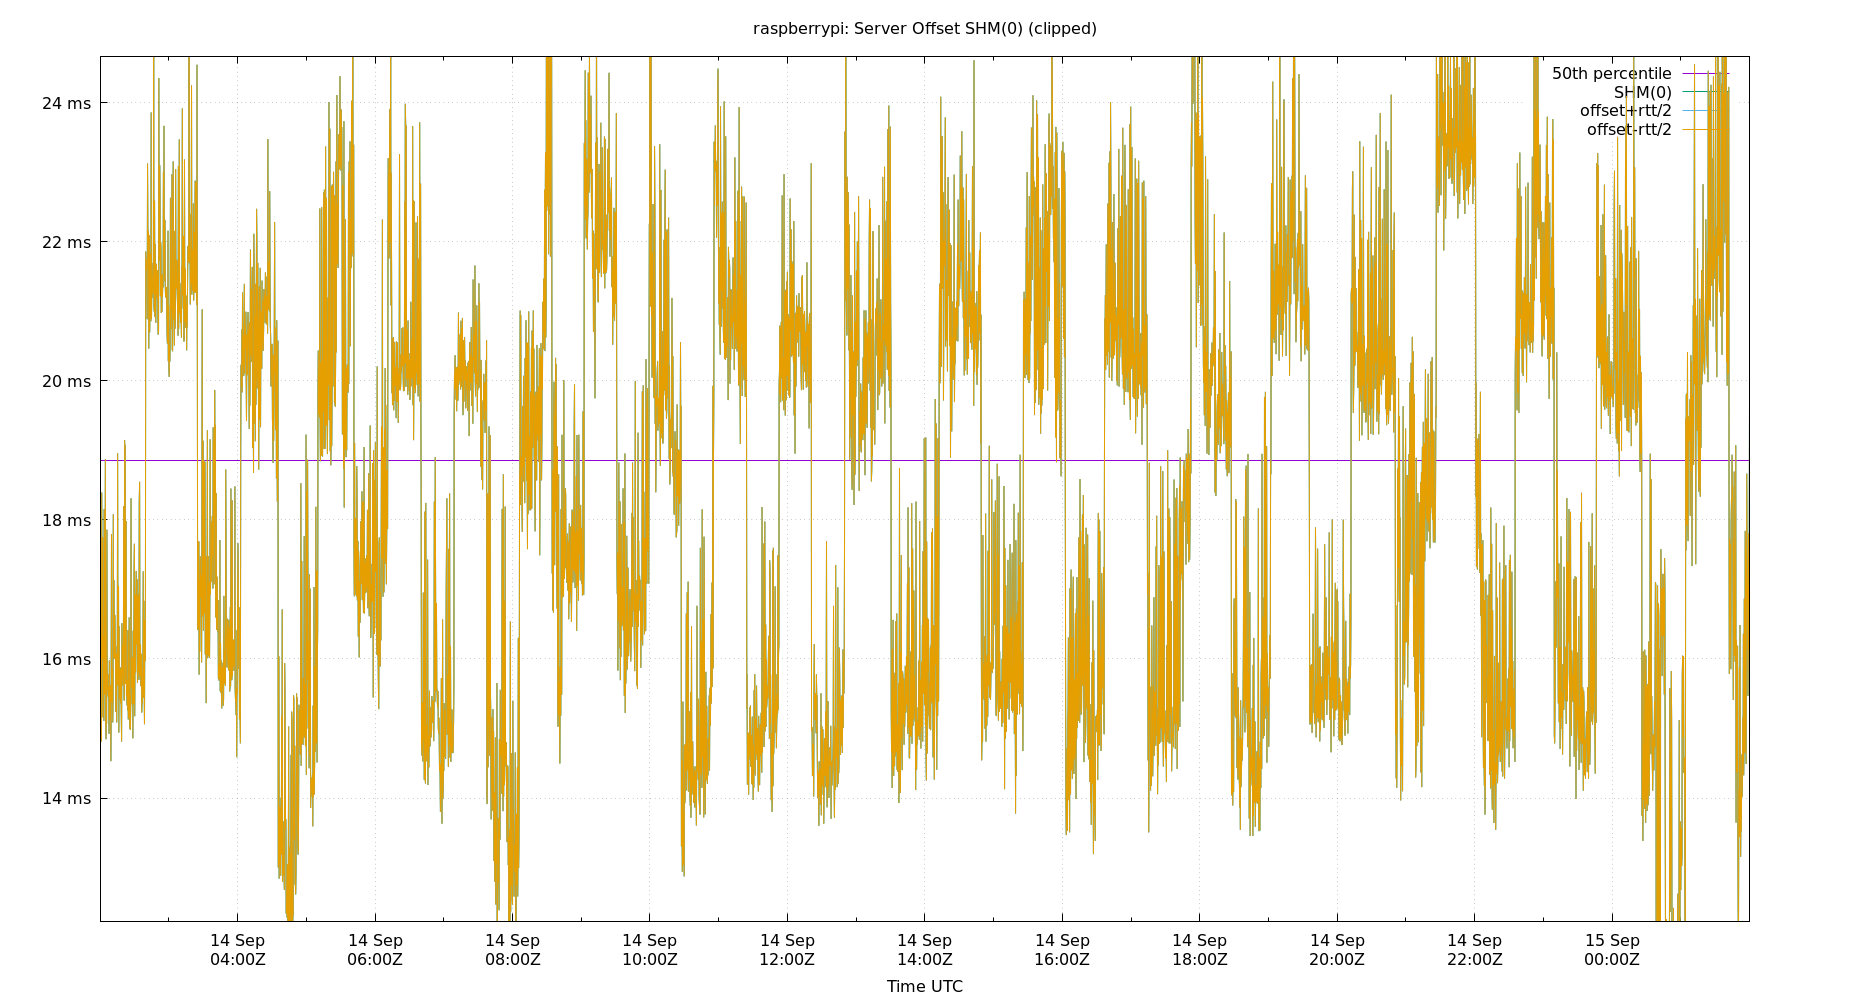 raspberrypi: Server Offset SHM(0) (clipped)
50th percentile
SHM(0)
offset+rtt/2
offset-rtt/2
24 ms
22 ms
20 ms
18 ms
16 ms
14 ms
14 Sep 14 Sep 14 Sep 14 Sep 14 Sep 14 Sep 14 Sep 14 Sep 14 Sep 14 Sep 15 Sep
04:00Z 06:00Z 08:00Z 10:00Z 12:00Z 14:00Z 16:00Z 18:00Z 20:00Z 22:00Z 00:00Z
Time UTC